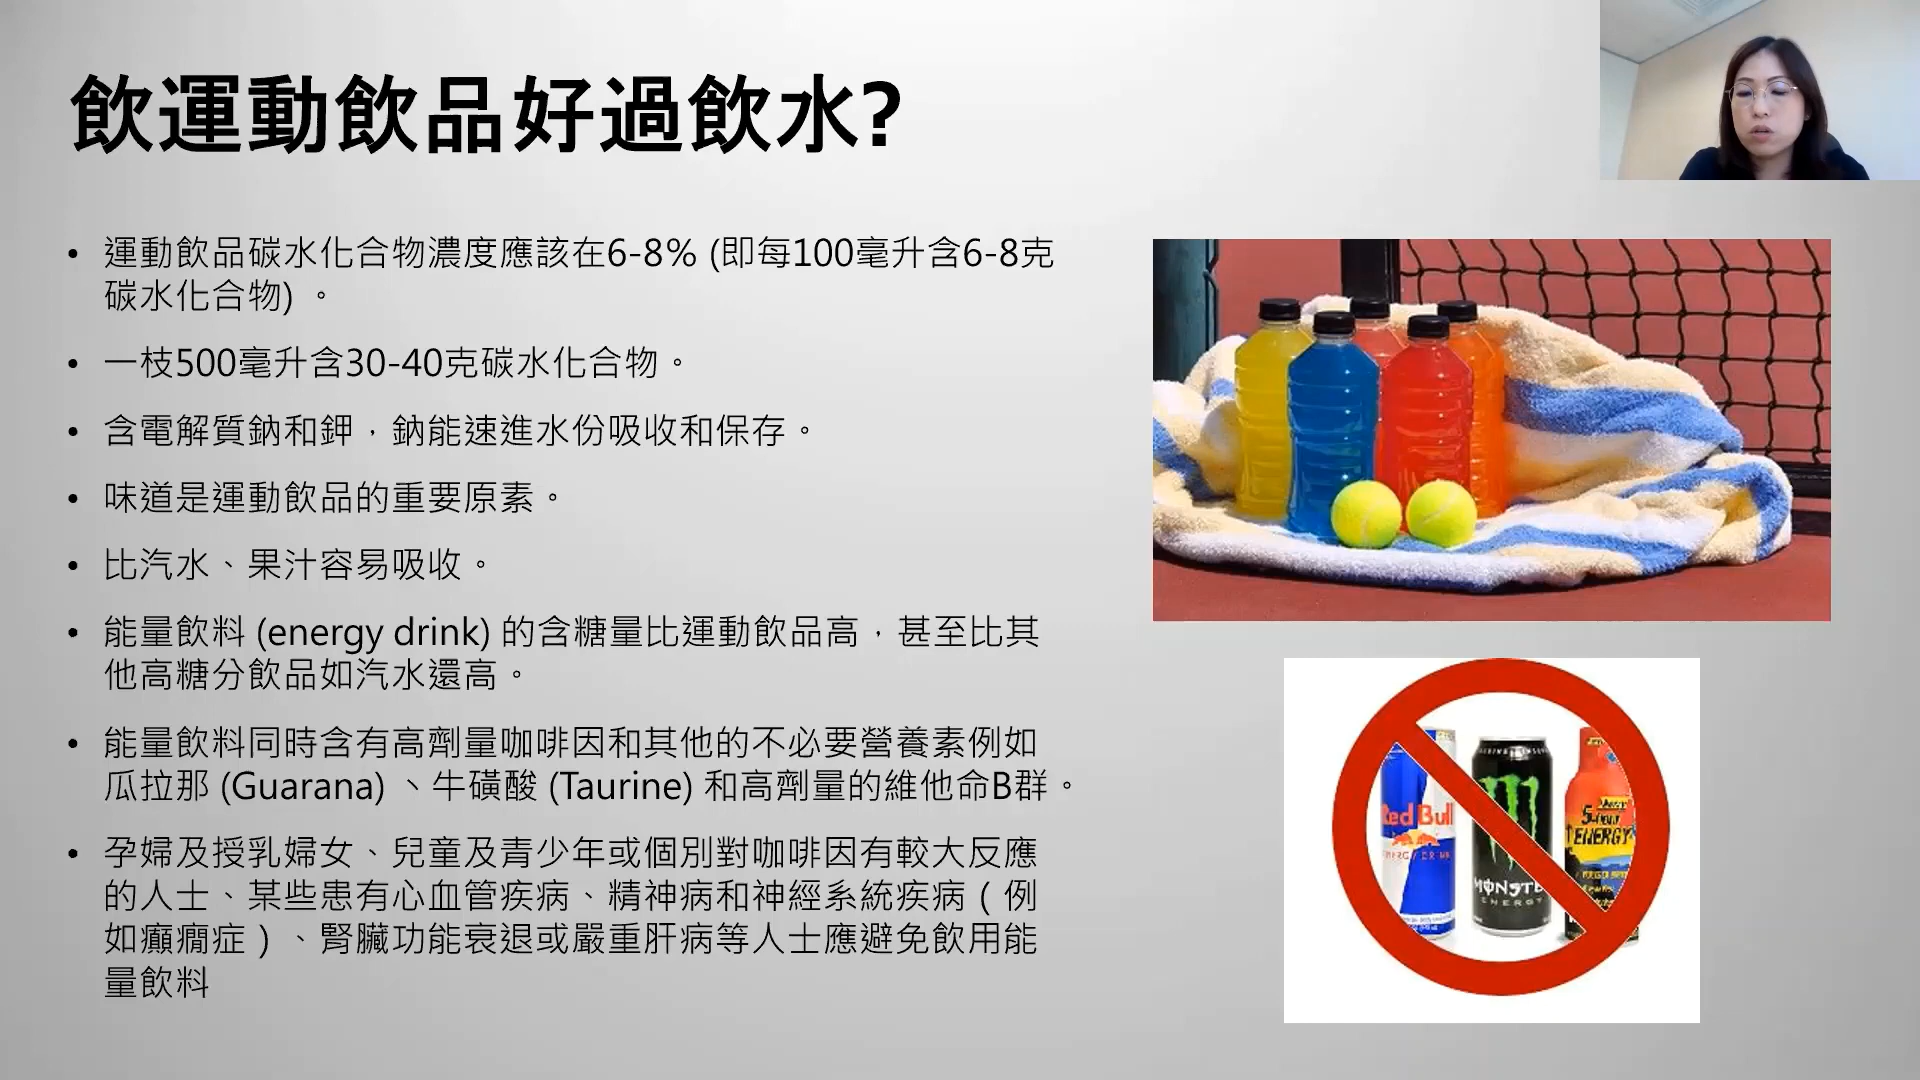 飲運動飲品好過飲水?
• 運動飲品碳水化合物濃度應該在6-8% (即每100毫升含6-8克
碳水化合物) 。
• 一枝500毫升含30-40克碳水化合物。
• 含電解質鈉和鉀，鈉能速進水份吸收和保存。
• 味道是運動飲品的重要原素。
• 比汽水、果汁容易吸收。
• 能量飲料 (energy drink) 的含糖量比運動飲品高，甚至比其
他高糖分飲品如汽水還高。
• 能量飲料同時含有高劑量咖啡因和其他的不必要營養素例如
瓜拉那 (Guarana) 、牛磺酸 (Taurine) 和高劑量的維他命B群。
• 孕婦及授乳婦女、兒童及青少年或個別對咖啡因有較大反應
的人士、某些患有心血管疾病、精神病和神經系統疾病（例
如癲癇症）、腎臟功能衰退或嚴重肝病等人士應避免飲用能
量飲料
Red Bull
ENERGY
5-
ENERGY